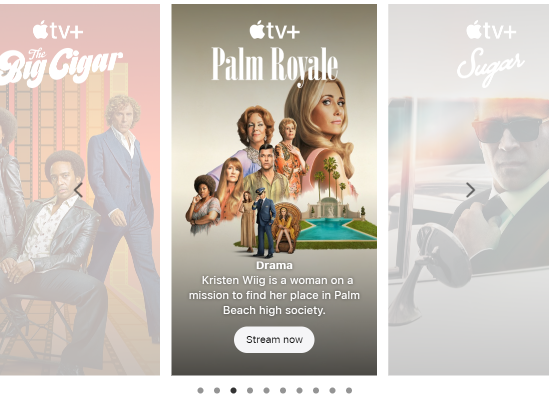 tv+
The
Big Cigar
tv+
Palm Royale
Drama
Kristen Wiig is a woman on a
mission to find her place in Palm
Beach high society.
Stream now
tv+
Sugar